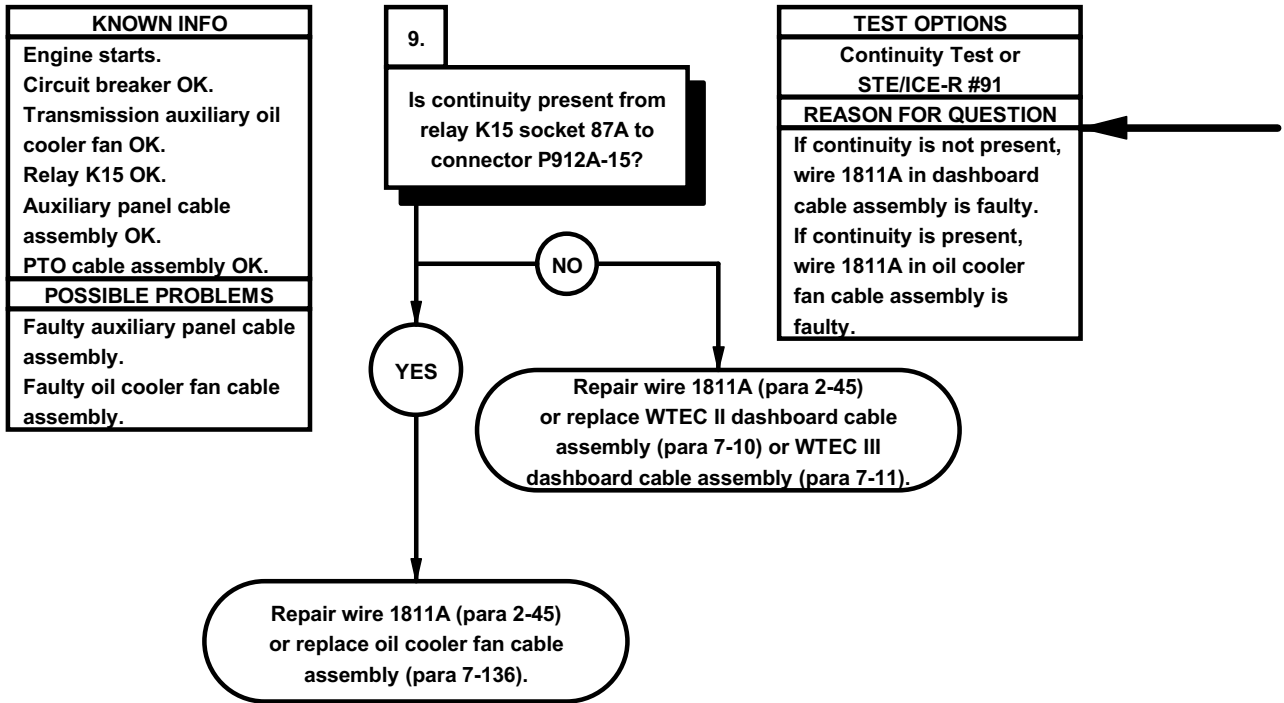 KNOWN INFO
Engine starts.
Circuit breaker OK.
Transmission auxiliary oil
cooler fan OK.
Relay K15 OK.
Auxiliary panel cable
assembly OK.
PTO cable assembly OK.
POSSIBLE PROBLEMS
Faulty auxiliary panel cable
assembly.
Faulty oil cooler fan cable
assembly.
9.
Is continuity present from
relay K15 socket 87A to
connector P912A-15?
TEST OPTIONS
Continuity Test or
STE/ICE-R #91
REASON FOR QUESTION
If continuity is not present,
wire 1811A in dashboard
cable assembly is faulty.
If continuity is present,
wire 1811A in oil cooler
fan cable assembly is
faulty.
NO
YES
Repair wire 1811A (para 2-45)
or replace WTEC II dashboard cable
assembly (para 7-10) or WTEC III
dashboard cable assembly (para 7-11).
Repair wire 1811A (para 2-45)
or replace oil cooler fan cable
assembly (para 7-136).